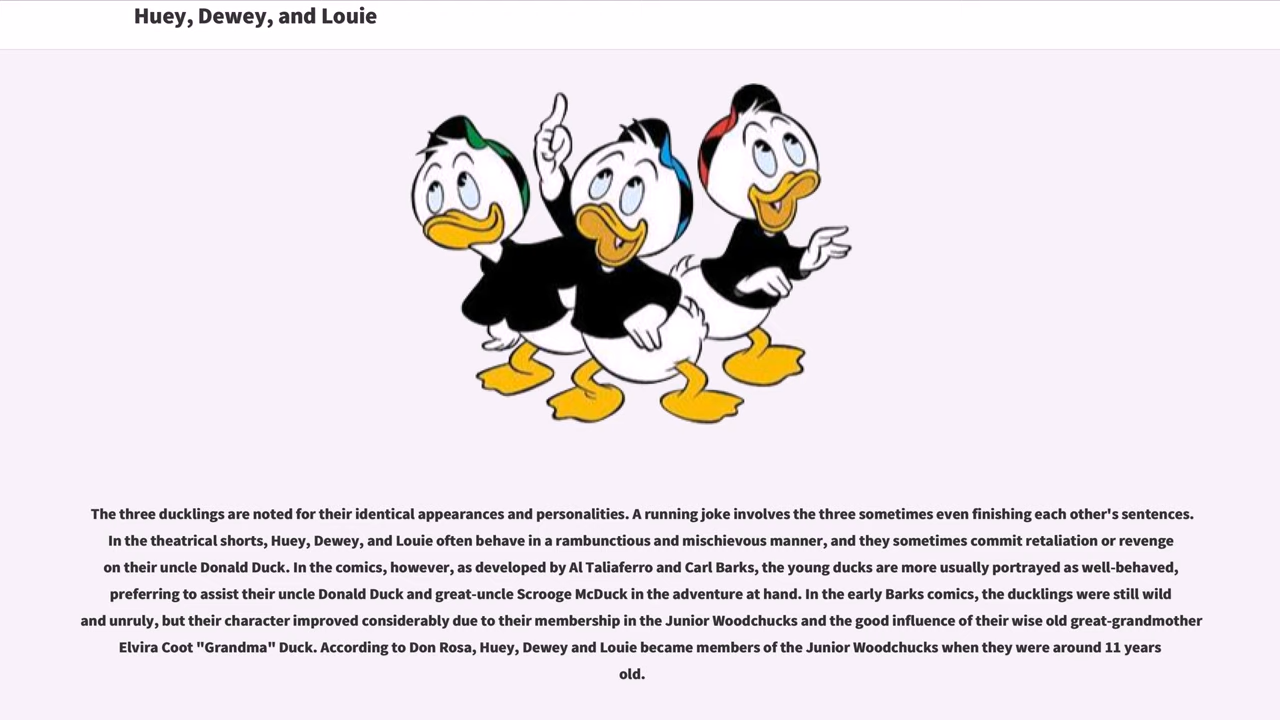 Huey, Dewey, and Louie
The three ducklings are noted for their identical appearances and personalities. A running joke involves the three sometimes even finishing each other's sentences.
In the theatrical shorts, Huey, Dewey, and Louie often behave in a rambunctious and mischievous manner, and they sometimes commit retaliation or revenge
on their uncle Donald Duck. In the comics, however, as developed by Al Taliaferro and Carl Barks, the young ducks are more usually portrayed as well-behaved,
preferring to assist their uncle Donald Duck and great-uncle Scrooge McDuck in the adventure at hand. In the early Barks comics, the ducklings were still wild
and unruly, but their character improved considerably due to their membership in the Junior Woodchucks and the good influence of their wise old great-grandmother
Elvira Coot "Grandma" Duck. According to Don Rosa, Huey, Dewey and Louie became members of the Junior Woodchucks when they were around 11 years
old.